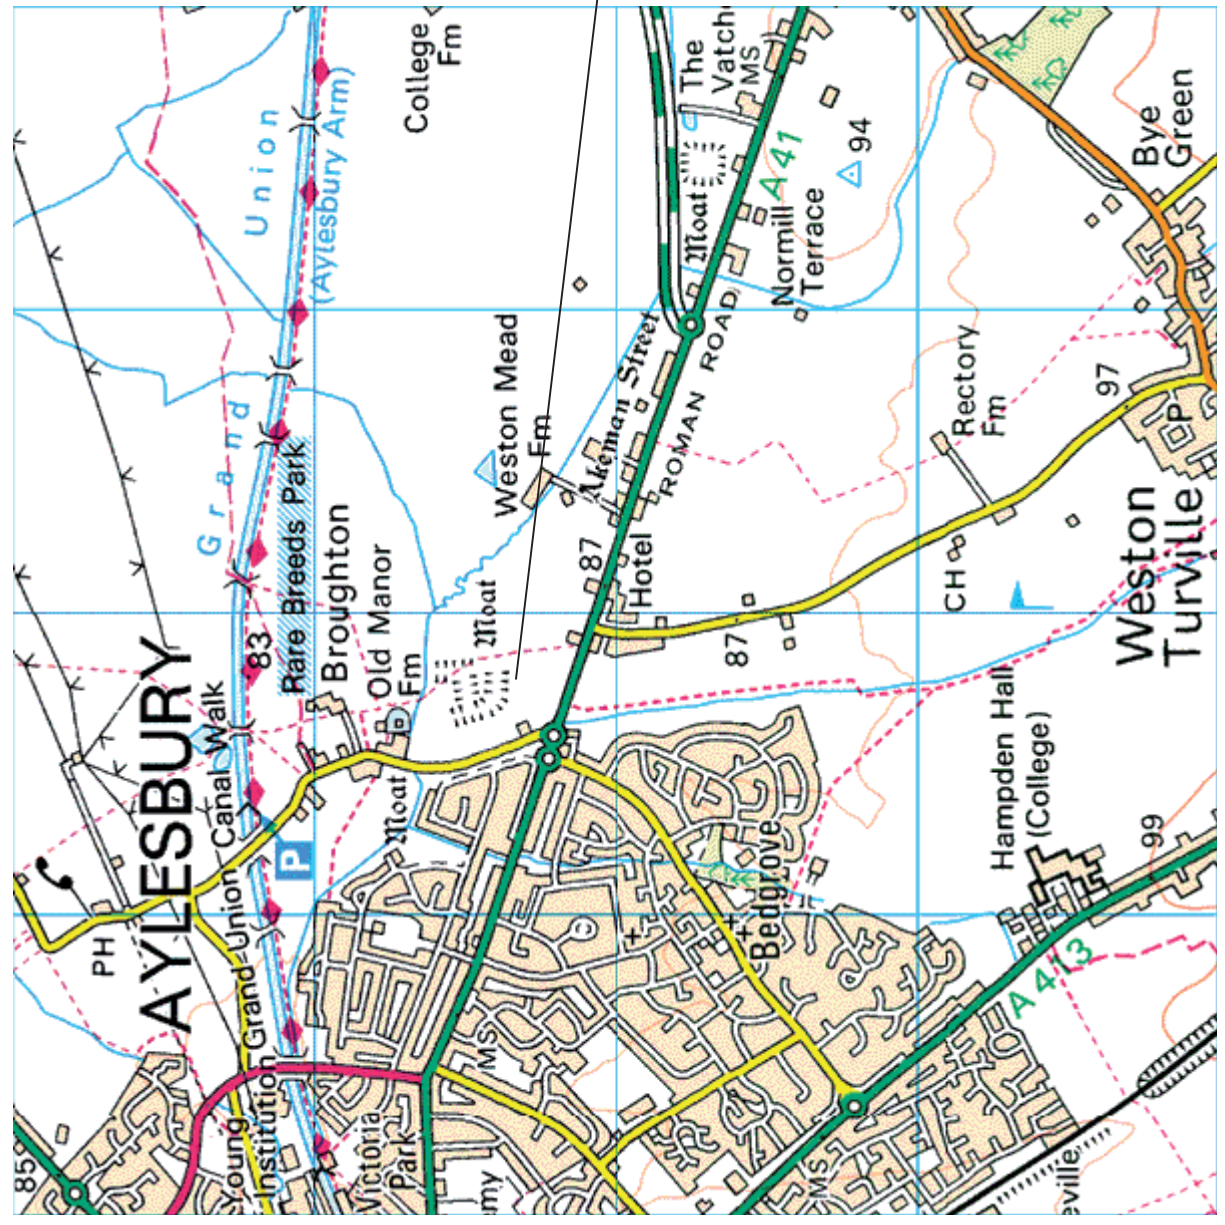 College
Fm
The
Vatch
MS
Union
(Aylesbury Arm)
A 41
94
Bye
Green
Moat
Normill
Terrace
Akeman Street
ROMAN ROAD
Weston Mead
Fm
Rectory
Fm
97
P
Grand
Rare Breeds Park
Broughton
Old Manor
Fm
Moat
87
Hotel
87
CH
Weston
Turville
83
AYLESBURY
Canal Walk
Grand Union
P
PH
Moat
Bedgrove
Hampden Hall
(College)
99
A 413
MS
Young
Institution
Victoria
Park
85
emy
MS
eville